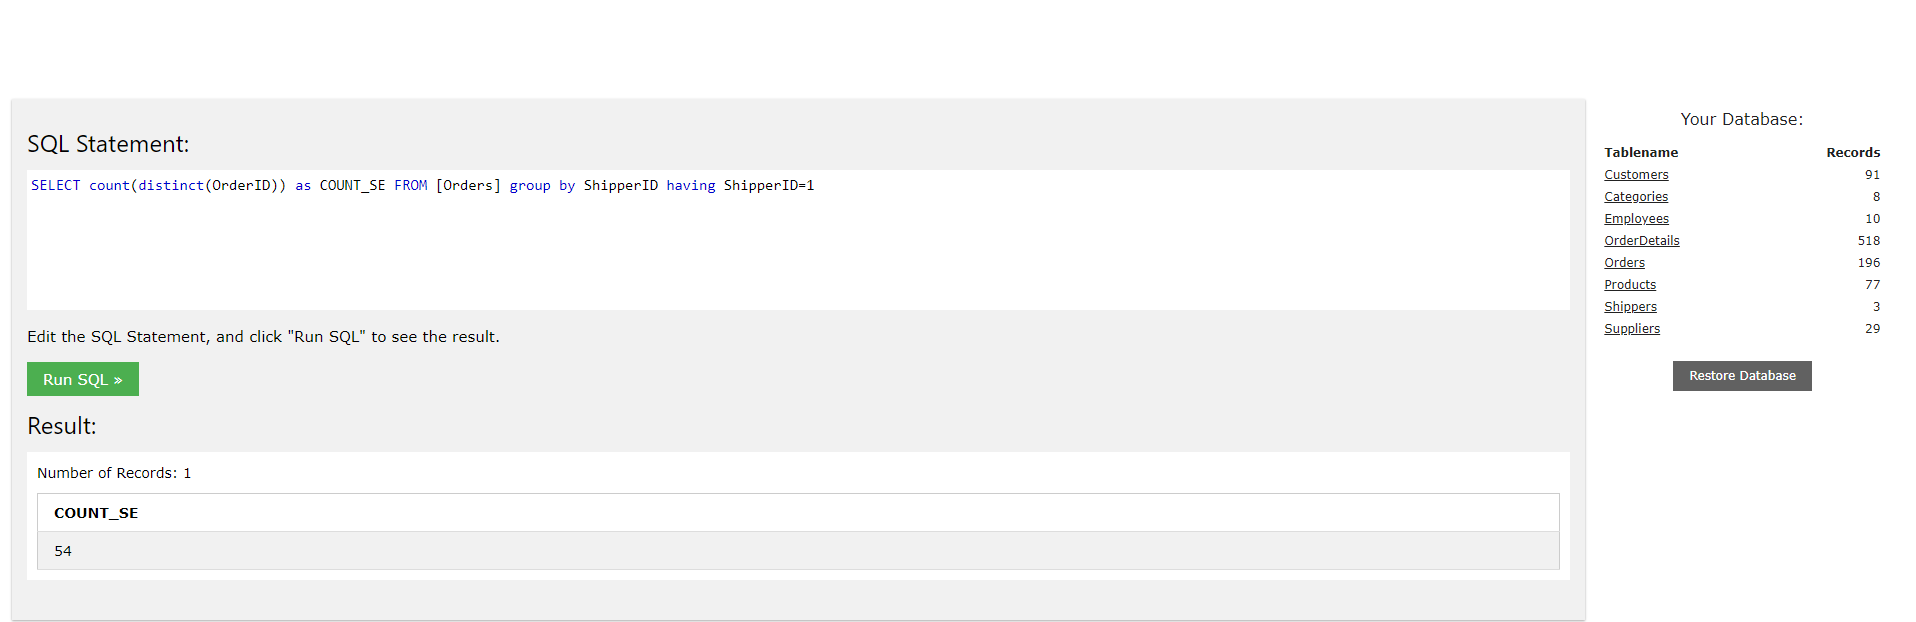 SQL Statement:
SELECT count(distinct(OrderID)) as COUNT_SE FROM [Orders] group by ShipperID having ShipperID=1
Edit the SQL Statement, and click "Run SQL" to see the result.
Run SQL »
Result:
Number of Records: 1
COUNT_SE
54
Your Database:
Tablename Records
Customers 91
Categories 8
Employees 10
OrderDetails 518
Orders 196
Products 77
Shippers 3
Suppliers 29
Restore Database